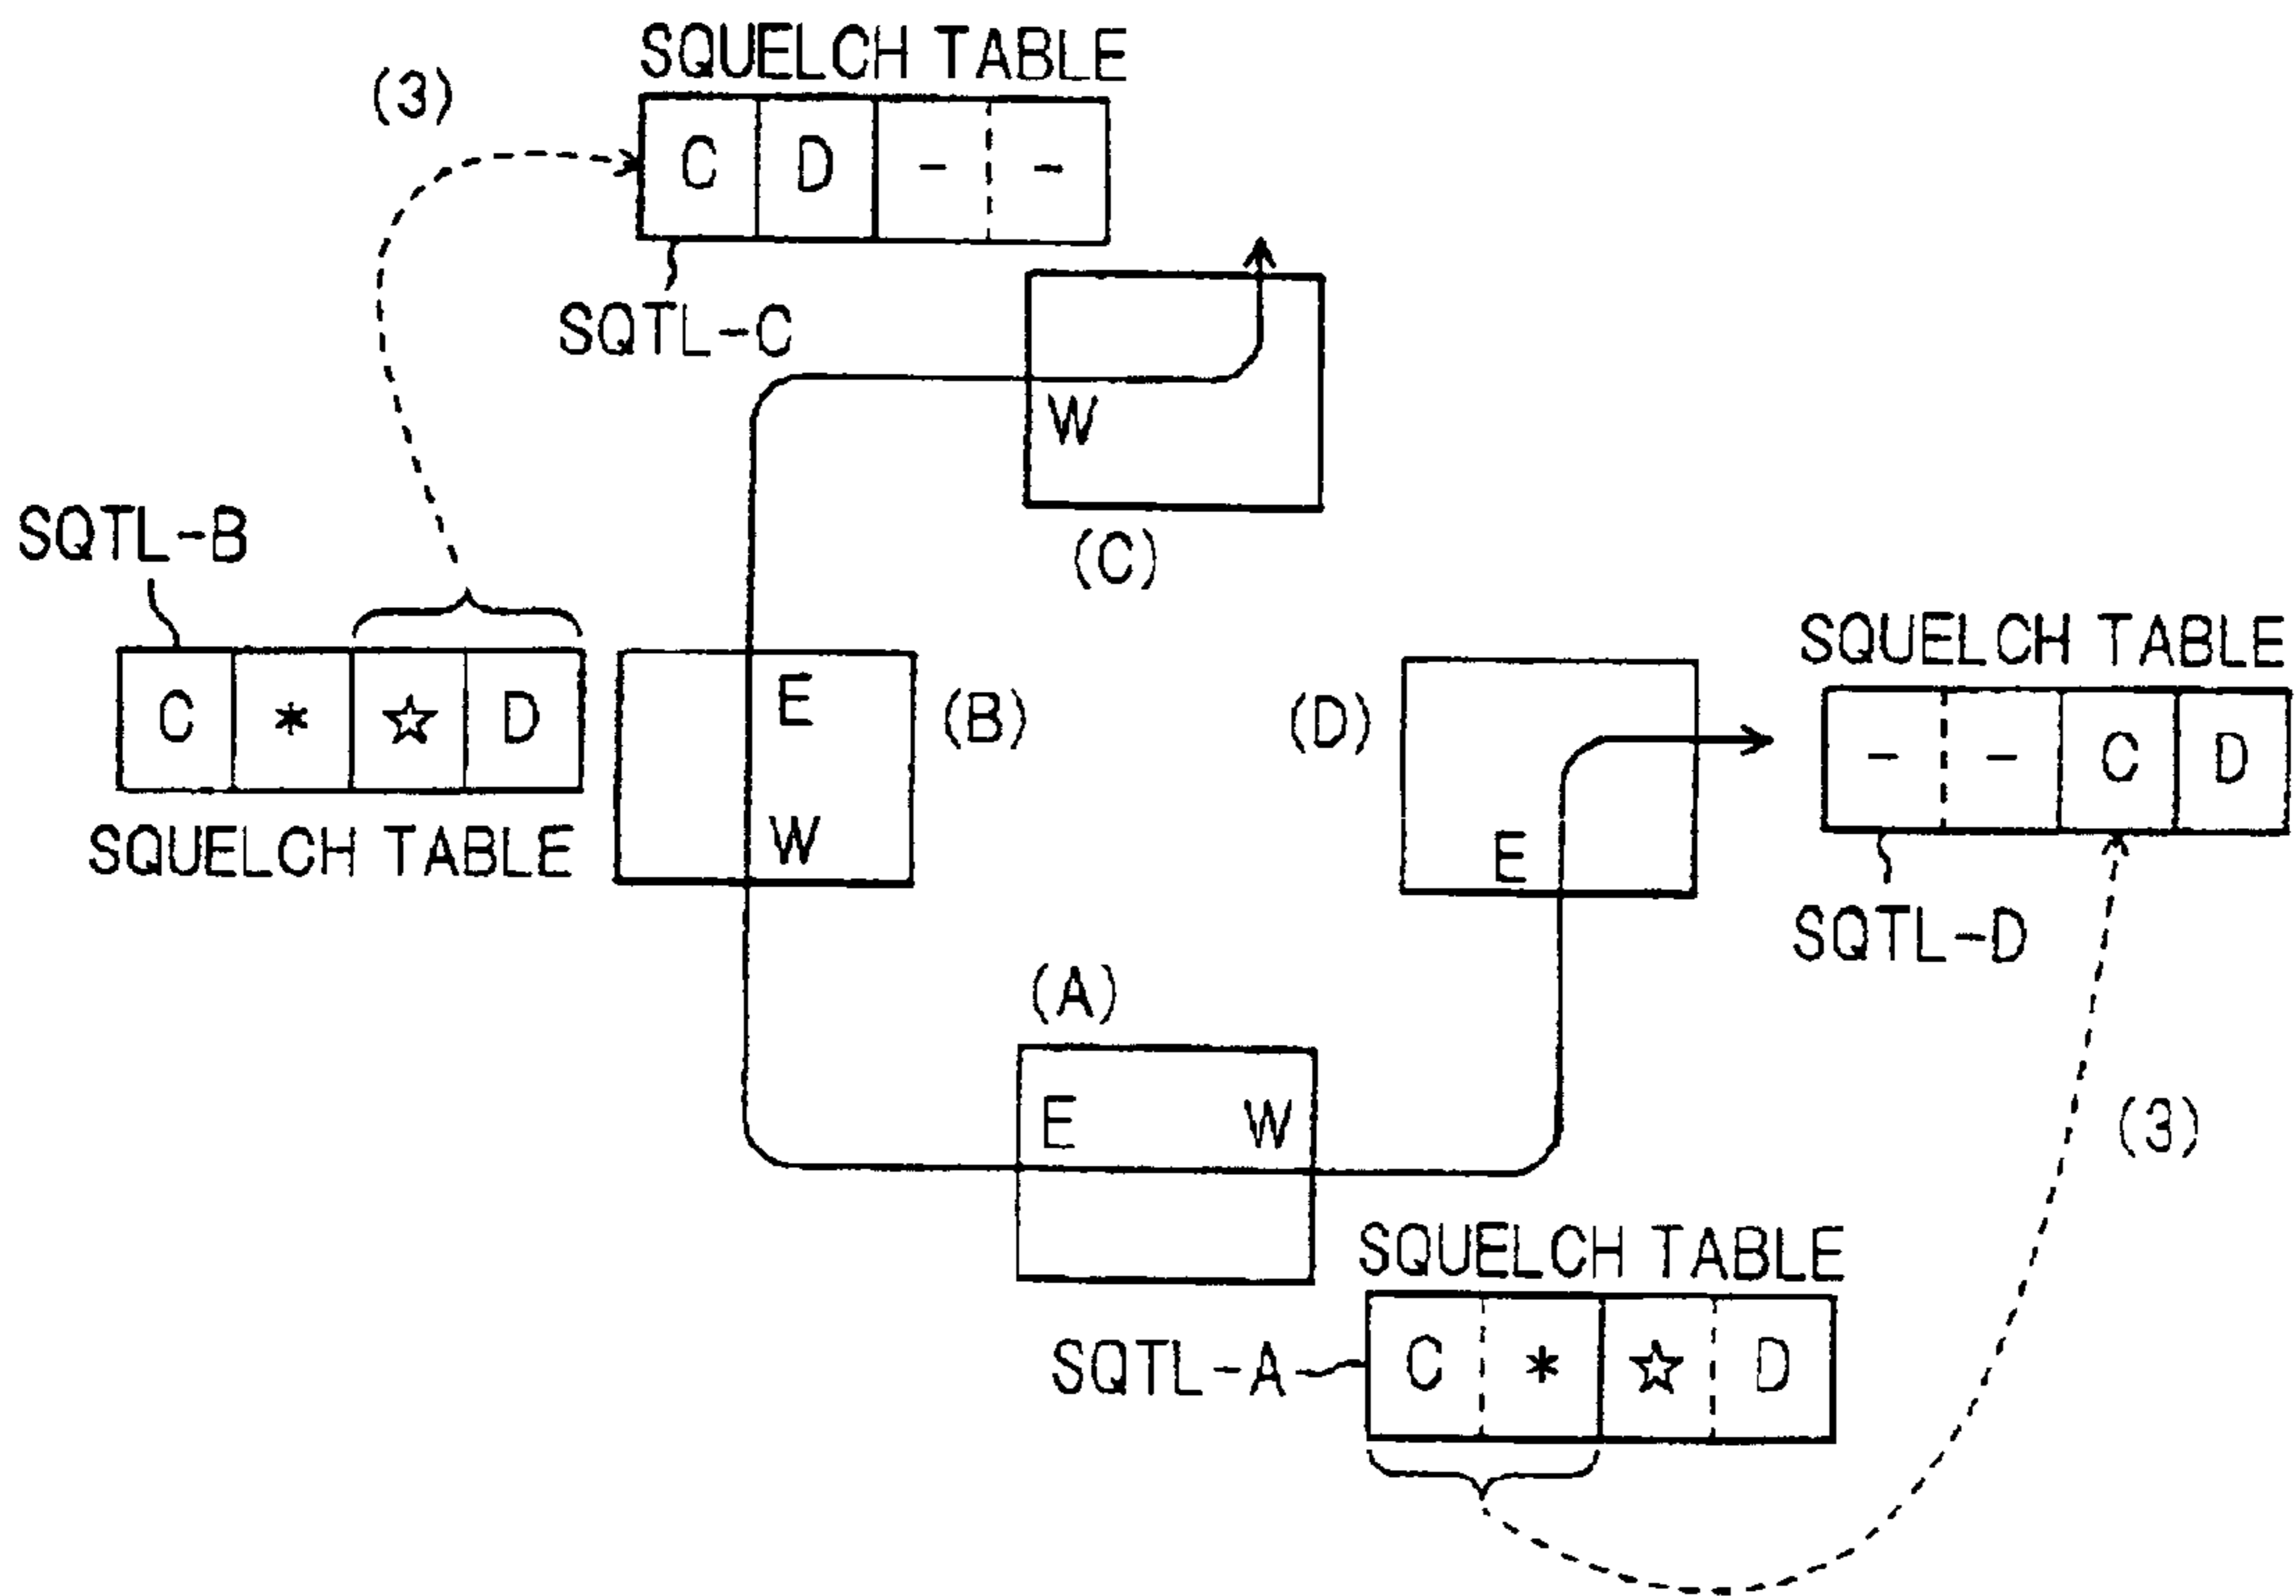 SQUELCH TABLE
(3)
C D - -
SQTL-C
W
(C)
SQTL-B
C * ☆ D
SQUELCH TABLE
E
W
(B)
(D)
E
SQUELCH TABLE
- - C D
SQTL-D
(A)
E W
(3)
SQUELCH TABLE
SQTL-A
C * ☆ D